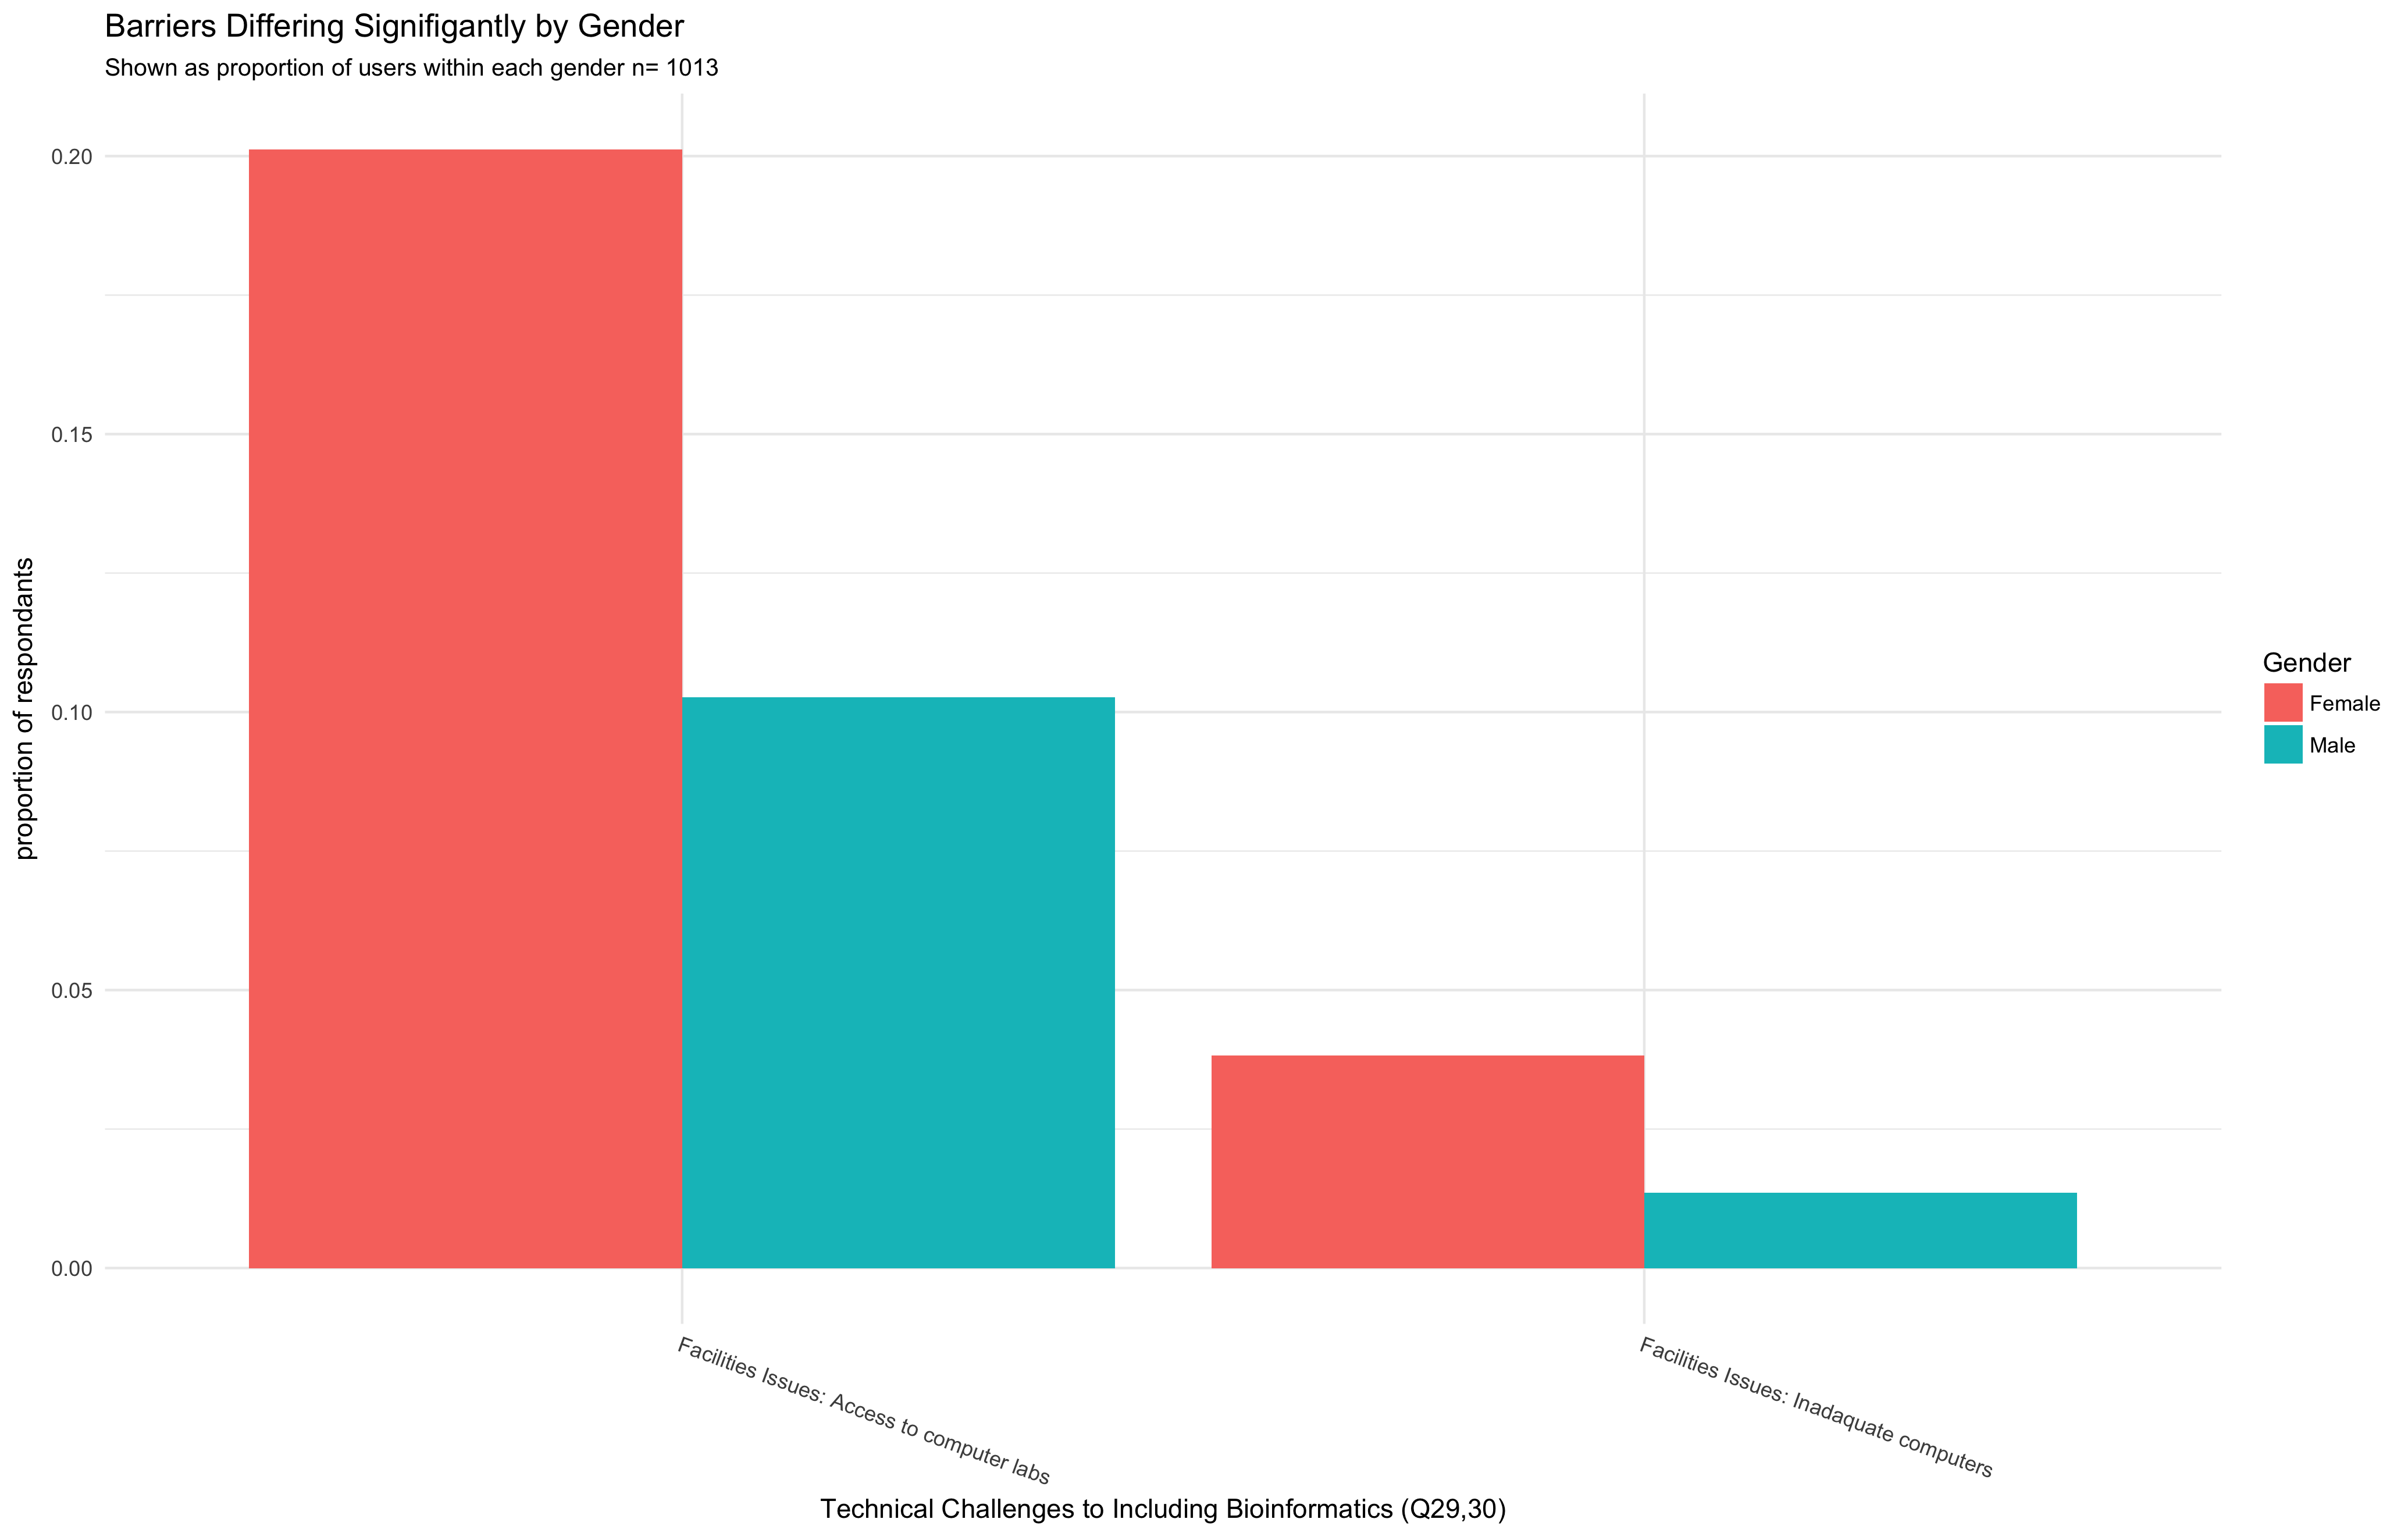 Barriers Differing Signifigantly by Gender
Shown as proportion of users within each gender n= 1013
proportion of respondants
0.20
0.15
0.10
0.05
0.00
Gender
Female
Male
Facilities Issues: Access to computer labs
Facilities Issues: Inadaquate computers
Technical Challenges to Including Bioinformatics (Q29,30)